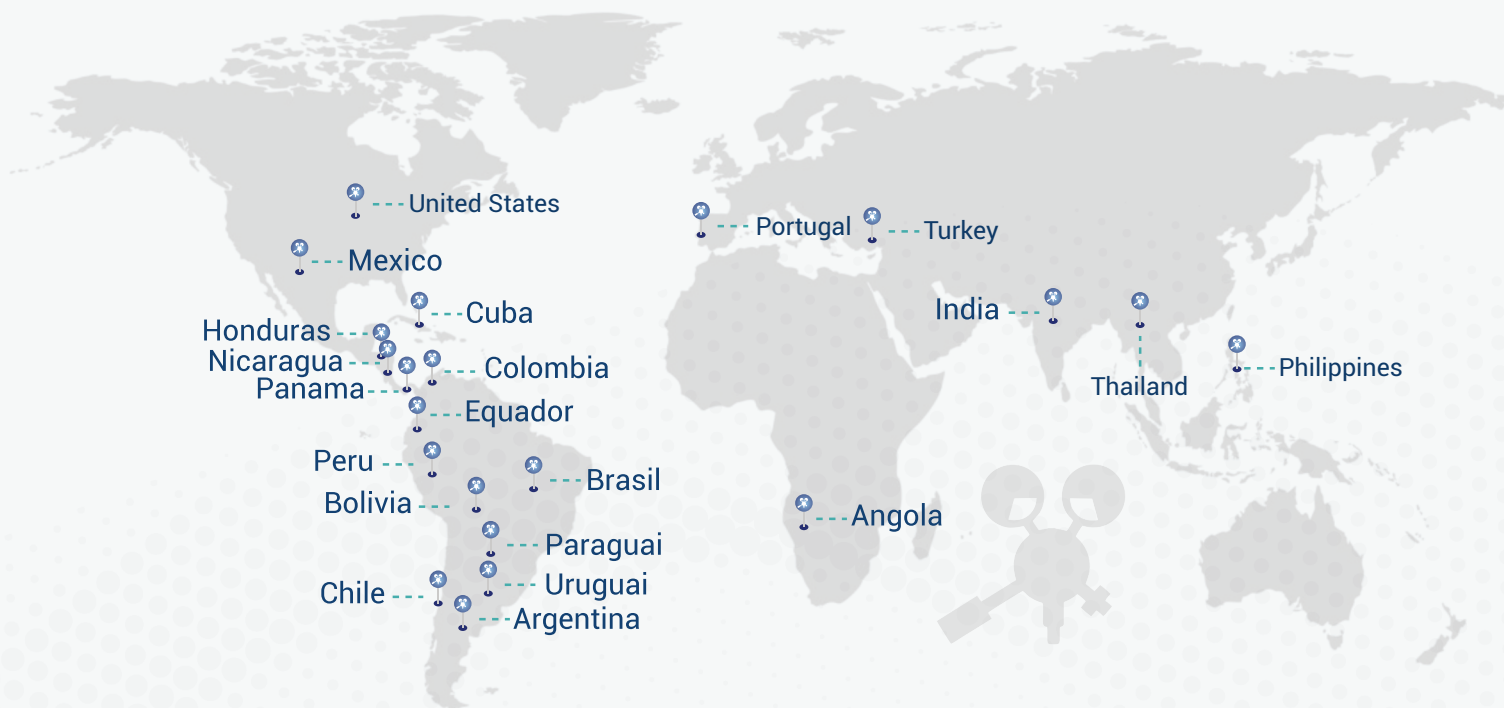 United States
Portugal
Turkey
Mexico
Cuba
India
Honduras
Nicaragua
Colombia
Philippines
Panama
Thailand
Equador
Peru
Brasil
Bolivia
Angola
Paraguai
Uruguai
Chile
Argentina